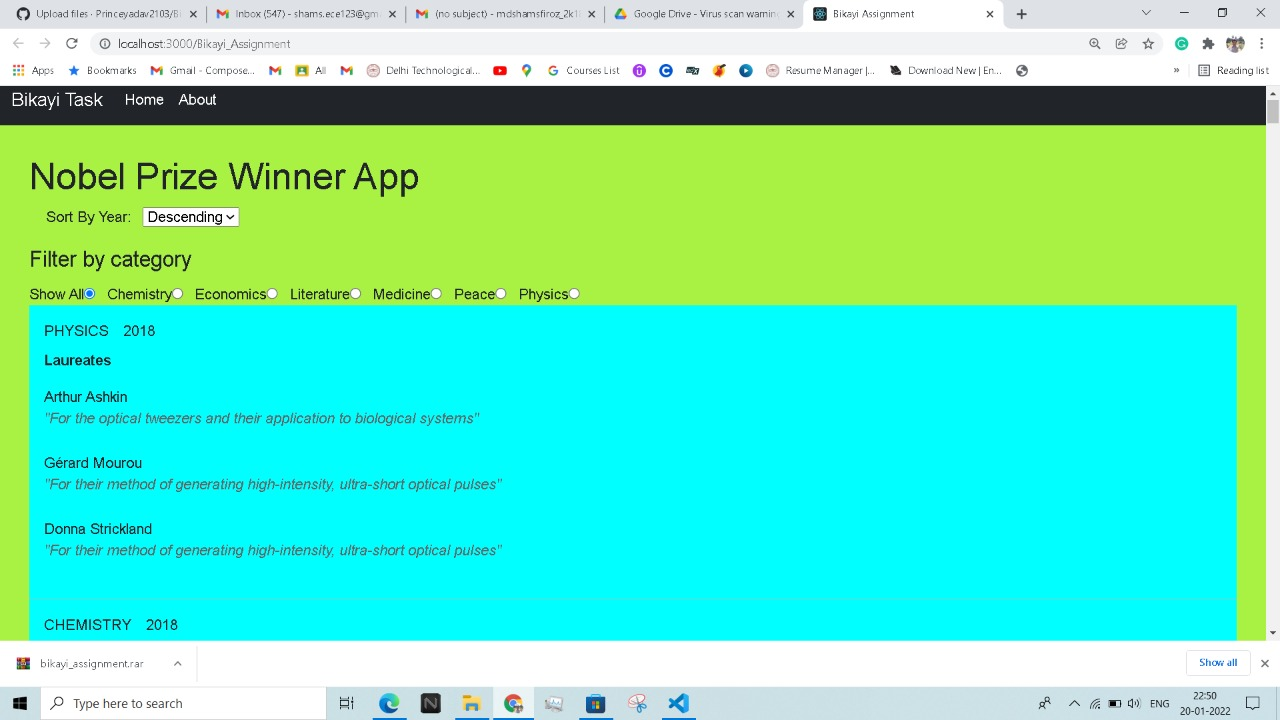 Upload files - Princeyadav2103/Bi
Inbox (547) - shams.ece123@gm
(no subject) - mdshamsfiroz_2k1
Google Drive - Virus scan warning
Bikayi Assignment
localhost:3000/Bikayi_Assignment
Apps
Bookmarks
Gmail - Compose...
All
Delhi Technological...
Courses List
Resume Manager |...
Download New | En...
»
Reading list
Bikayi Task Home About
Nobel Prize Winner App
Sort By Year: Descending
Filter by category
Show All Chemistry Economics Literature Medicine Peace Physics
PHYSICS 2018
Laureates
Arthur Ashkin
"For the optical tweezers and their application to biological systems"
Gérard Mourou
"For their method of generating high-intensity, ultra-short optical pulses"
Donna Strickland
"For their method of generating high-intensity, ultra-short optical pulses"
CHEMISTRY 2018
bikayi_assignment.rar
Show all
Type here to search
ENG
22:50
20-01-2022